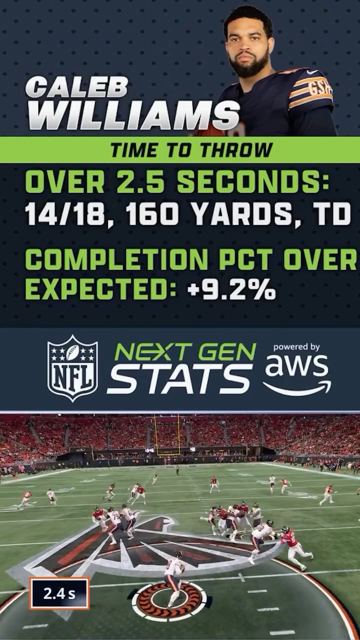 CALEB
WILLIAMS
GSH
TIME TO THROW
OVER 2.5 SECONDS:
14/18, 160 YARDS, TD
COMPLETION PCT OVER
EXPECTED: +9.2%
NFL
NEXT GEN
STATS
powered by
aws
2.4 s